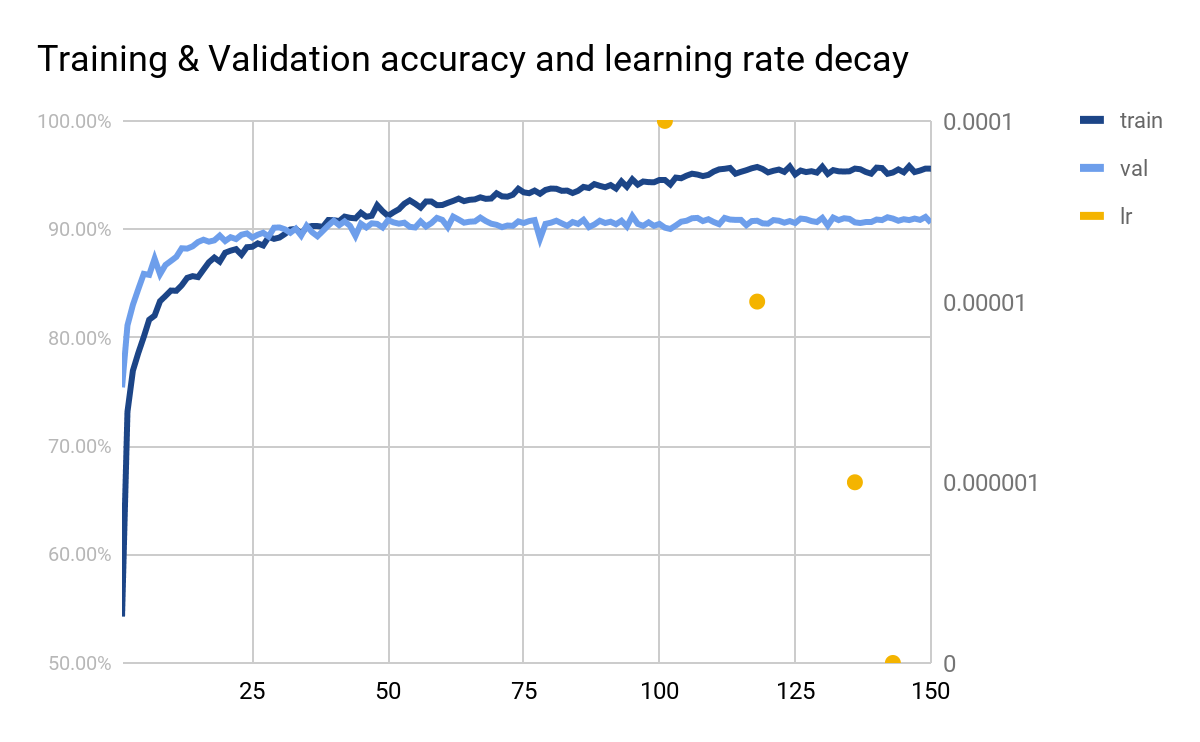 Training & Validation accuracy and learning rate decay
100.00%
90.00%
80.00%
70.00%
60.00%
50.00%
0.0001
0.00001
0.000001
0
25 50 75 100 125 150
train
val
lr